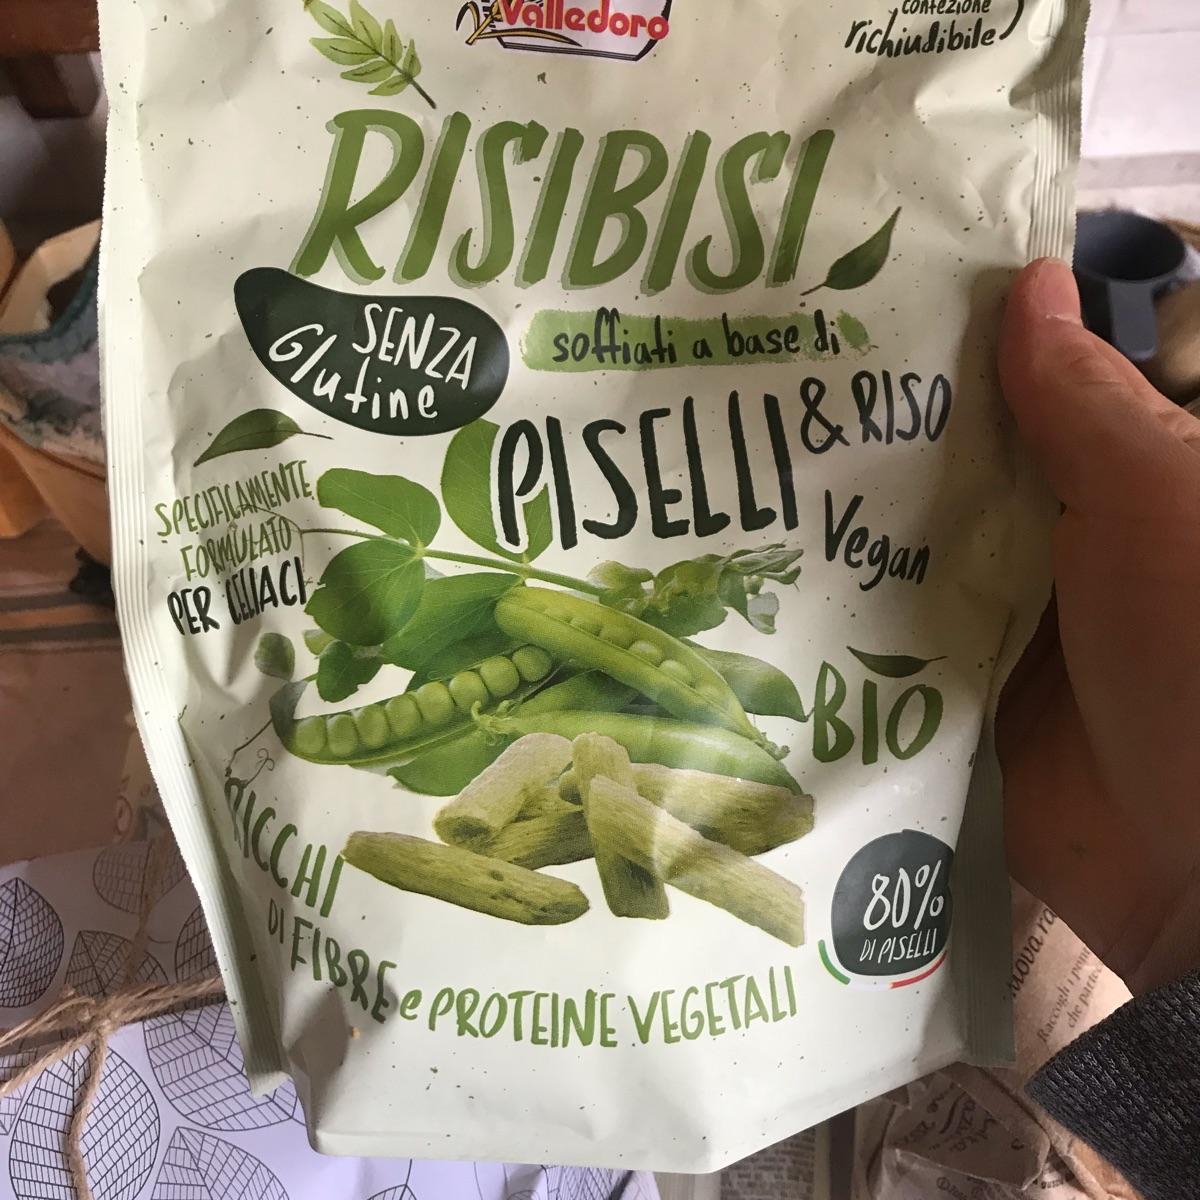 Valledoro
confezione
richiudibile
RISIBISI
SENZA
Glutine
soffiati a base di
PISELLI & RISO
Vegan
SPECIFICAMENTE
FORMULATO
PER CELIACI
BIO
RICCHI
DI FIBRE e PROTEINE VEGETALI
80%
DI PISELLI
Raccogli i